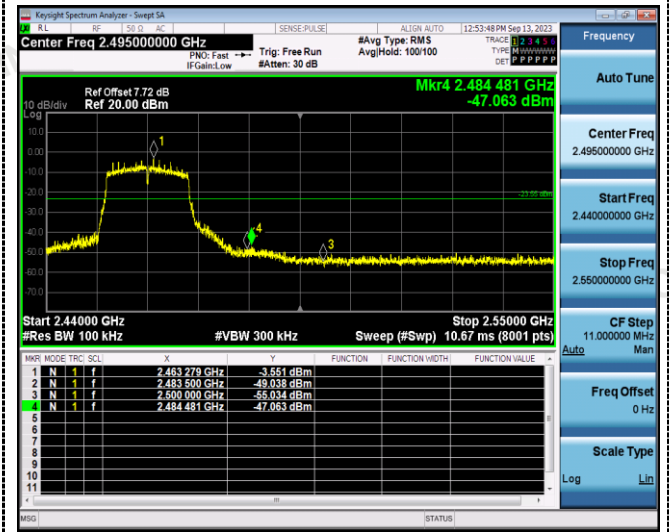 Keysight Spectrum Analyzer - Swept SA
RL RF 50 Ω AC SENSE:PULSE ALIGN AUTO 12:53:48 PM Sep 13, 2023
Center Freq 2.495000000 GHz
PNO: Fast Trig: Free Run
IFGain:Low #Atten: 30 dB
#Avg Type: RMS
Avg|Hold: 100/100
TRACE 1 2 3 4 5 6
TYPE M WWWWW
DET P P P P P P
Ref Offset 7.72 dB
10 dB/div Ref 20.00 dBm
Log
Mkr4 2.484 481 GHz
-47.063 dBm
10.0
0.00
-10.0
-20.0
-30.0
-40.0
-50.0
-60.0
-70.0
1
4
3
-23.55 dBm
Start 2.44000 GHz Stop 2.55000 GHz
#Res BW 100 kHz #VBW 300 kHz Sweep (#Swp) 10.67 ms (8001 pts)
MKR MODE TRC SCL X Y FUNCTION FUNCTION WIDTH FUNCTION VALUE
1 N 1 f 2.463 279 GHz -3.551 dBm
2 N 1 f 2.483 500 GHz -49.038 dBm
3 N 1 f 2.500 000 GHz -55.034 dBm
4 N 1 f 2.484 481 GHz -47.063 dBm
5
6
7
8
9
10
11
MSG STATUS
Frequency
Auto Tune
Center Freq
2.495000000 GHz
Start Freq
2.440000000 GHz
Stop Freq
2.550000000 GHz
CF Step
11.000000 MHz
Auto Man
Freq Offset
0 Hz
Scale Type
Log Lin